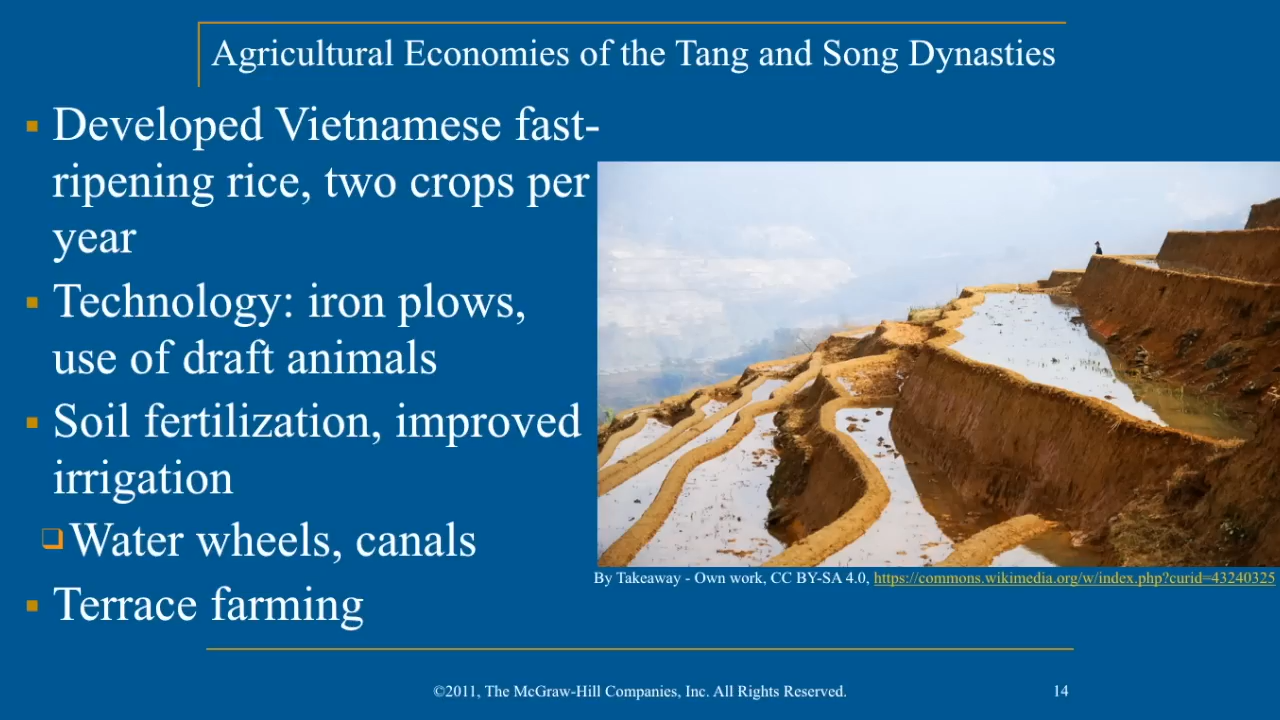 Agricultural Economies of the Tang and Song Dynasties
Developed Vietnamese fast-
ripening rice, two crops per
year
Technology: iron plows,
use of draft animals
Soil fertilization, improved
irrigation
Water wheels, canals
Terrace farming
By Takeaway - Own work, CC BY-SA 4.0, https://commons.wikimedia.org/w/index.php?curid=43240325
©2011, The McGraw-Hill Companies, Inc. All Rights Reserved.
14